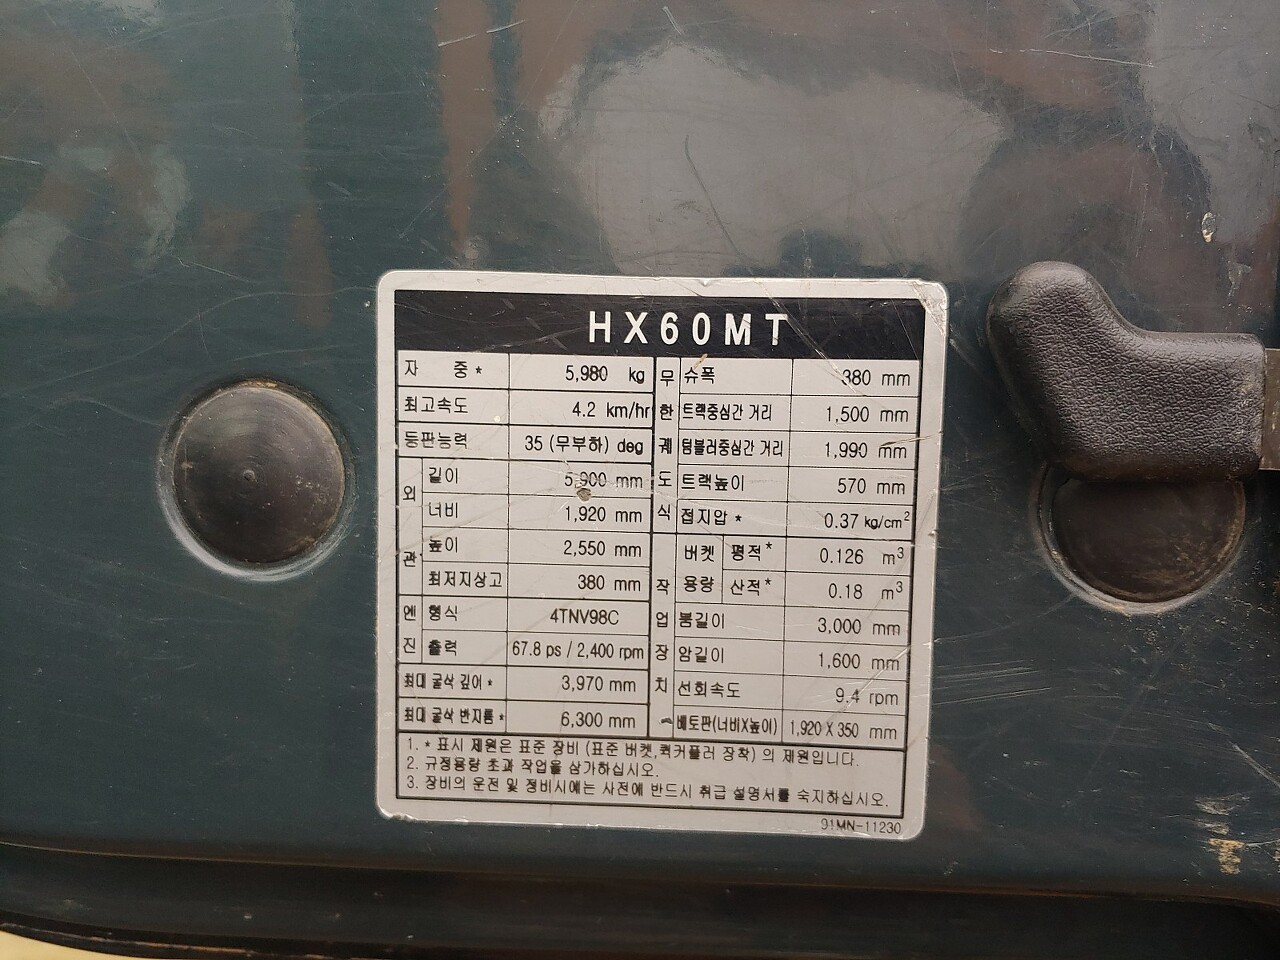 HX60MT
자 중* 5,980 kg
최고속도 4.2 km/hr
등판능력 35 (무부하) deg
외관 길이 5,900 mm
너비 1,920 mm
높이 2,550 mm
최저지상고 380 mm
엔진 형식 4TNV98C
출력 67.8 ps / 2,400 rpm
최대 굴삭 깊이* 3,970 mm
최대 굴삭 반지름* 6,300 mm
무한궤도식 슈폭 380 mm
트랙중심간 거리 1,500 mm
텀블러중심간 거리 1,990 mm
트랙높이 570 mm
접지압* 0.37 kg/cm²
작업장치 버켓용량 평적* 0.126 m³
산적* 0.18 m³
붐길이 3,000 mm
암길이 1,600 mm
선회속도 9.4 rpm
배토판(너비X높이) 1,920 X 350 mm
1. * 표시 제원은 표준 장비 (표준 버켓,퀵커플러 장착) 의 제원입니다.
2. 규정용량 초과 작업을 삼가하십시오.
3. 장비의 운전 및 정비시에는 사전에 반드시 취급 설명서를 숙지하십시오.
91MN-11230